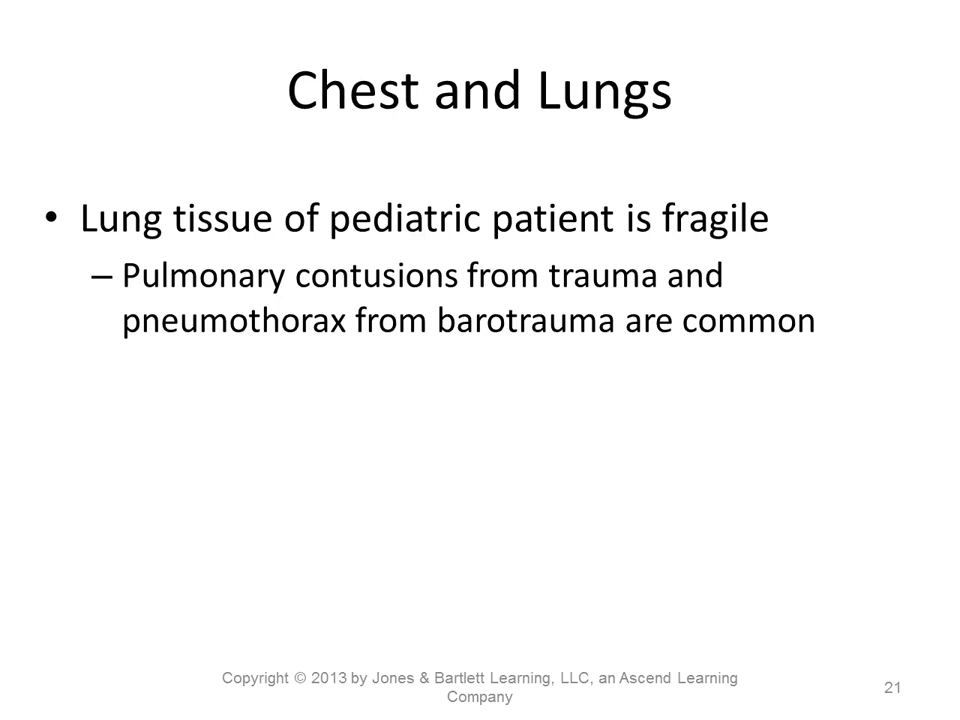 Chest and Lungs
• Lung tissue of pediatric patient is fragile
– Pulmonary contusions from trauma and
pneumothorax from barotrauma are common
Copyright © 2013 by Jones & Bartlett Learning, LLC, an Ascend Learning
Company
21